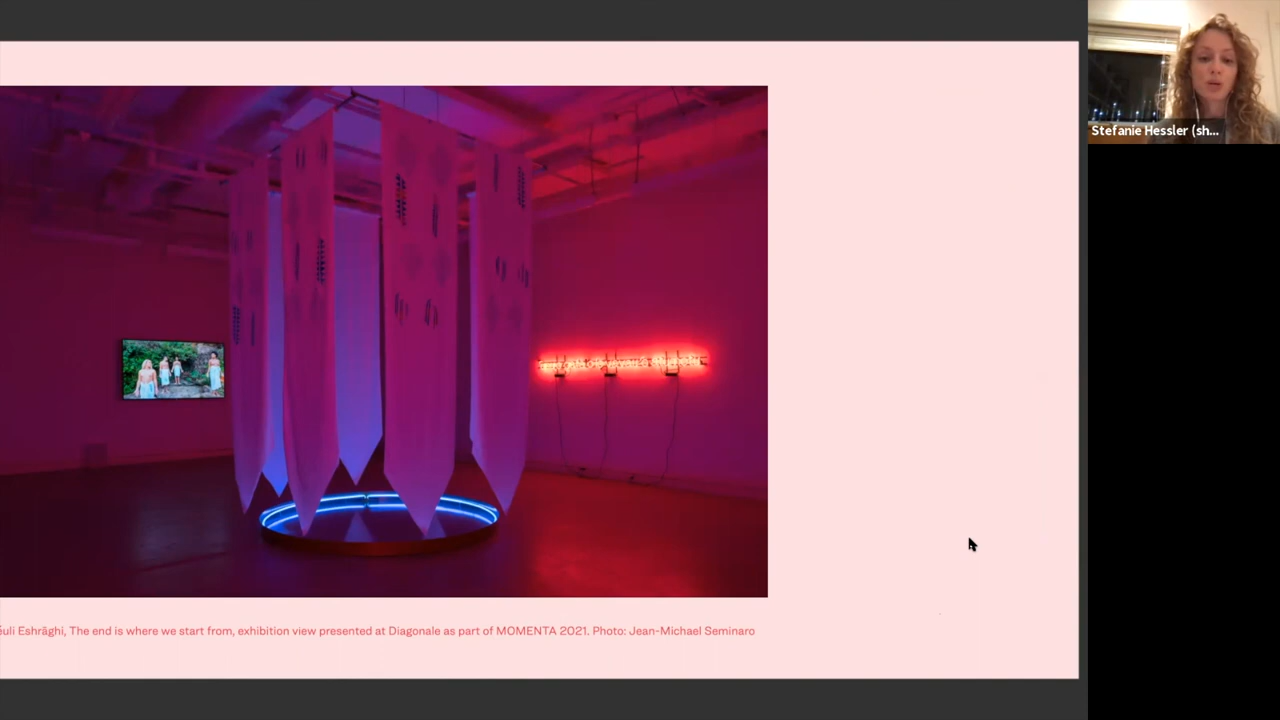 Stefanie Hessler (sh...
éuli Eshrāghi, The end is where we start from, exhibition view presented at Diagonale as part of MOMENTA 2021. Photo: Jean-Michael Seminaro